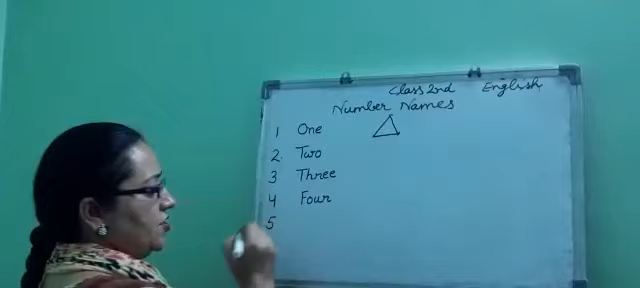 Class 2nd English
Number Names
1 One
2. Two
3 Three
4 Four
5